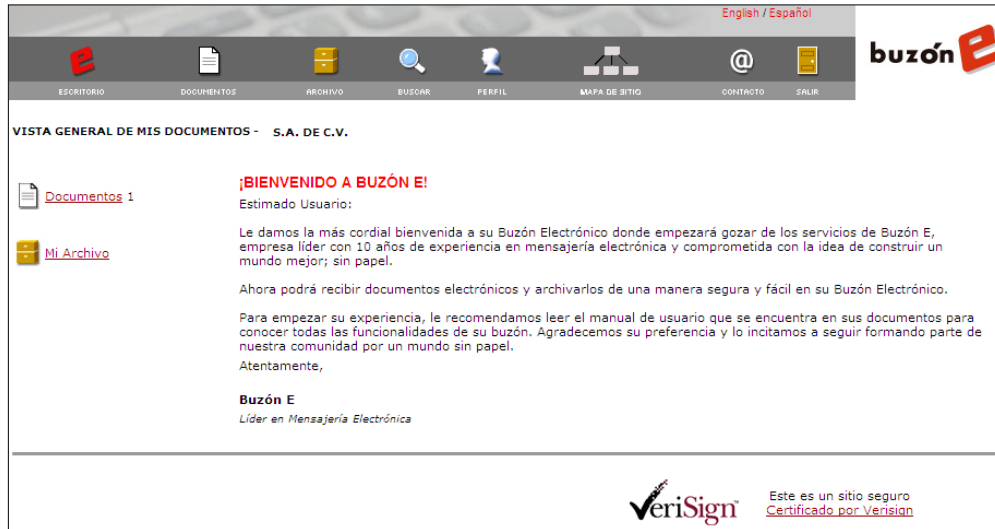 English / Español
buzón e
ESCRITORIO DOCUMENTOS ARCHIVO BUSCAR PERFIL MAPA DE SITIO CONTACTO SALIR
VISTA GENERAL DE MIS DOCUMENTOS - S.A. DE C.V.
¡BIENVENIDO A BUZÓN E!
Documentos 1
Estimado Usuario:
Le damos la más cordial bienvenida a su Buzón Electrónico donde empezará gozar de los servicios de Buzón E,
empresa líder con 10 años de experiencia en mensajería electrónica y comprometida con la idea de construir un
Mi Archivo
mundo mejor; sin papel.
Ahora podrá recibir documentos electrónicos y archivarlos de una manera segura y fácil en su Buzón Electrónico.
Para empezar su experiencia, le recomendamos leer el manual de usuario que se encuentra en sus documentos para
conocer todas las funcionalidades de su buzón. Agradecemos su preferencia y lo incitamos a seguir formando parte de
nuestra comunidad por un mundo sin papel.
Atentamente,
Buzón E
Líder en Mensajería Electrónica
VeriSign
Este es un sitio seguro
Certificado por Verisign